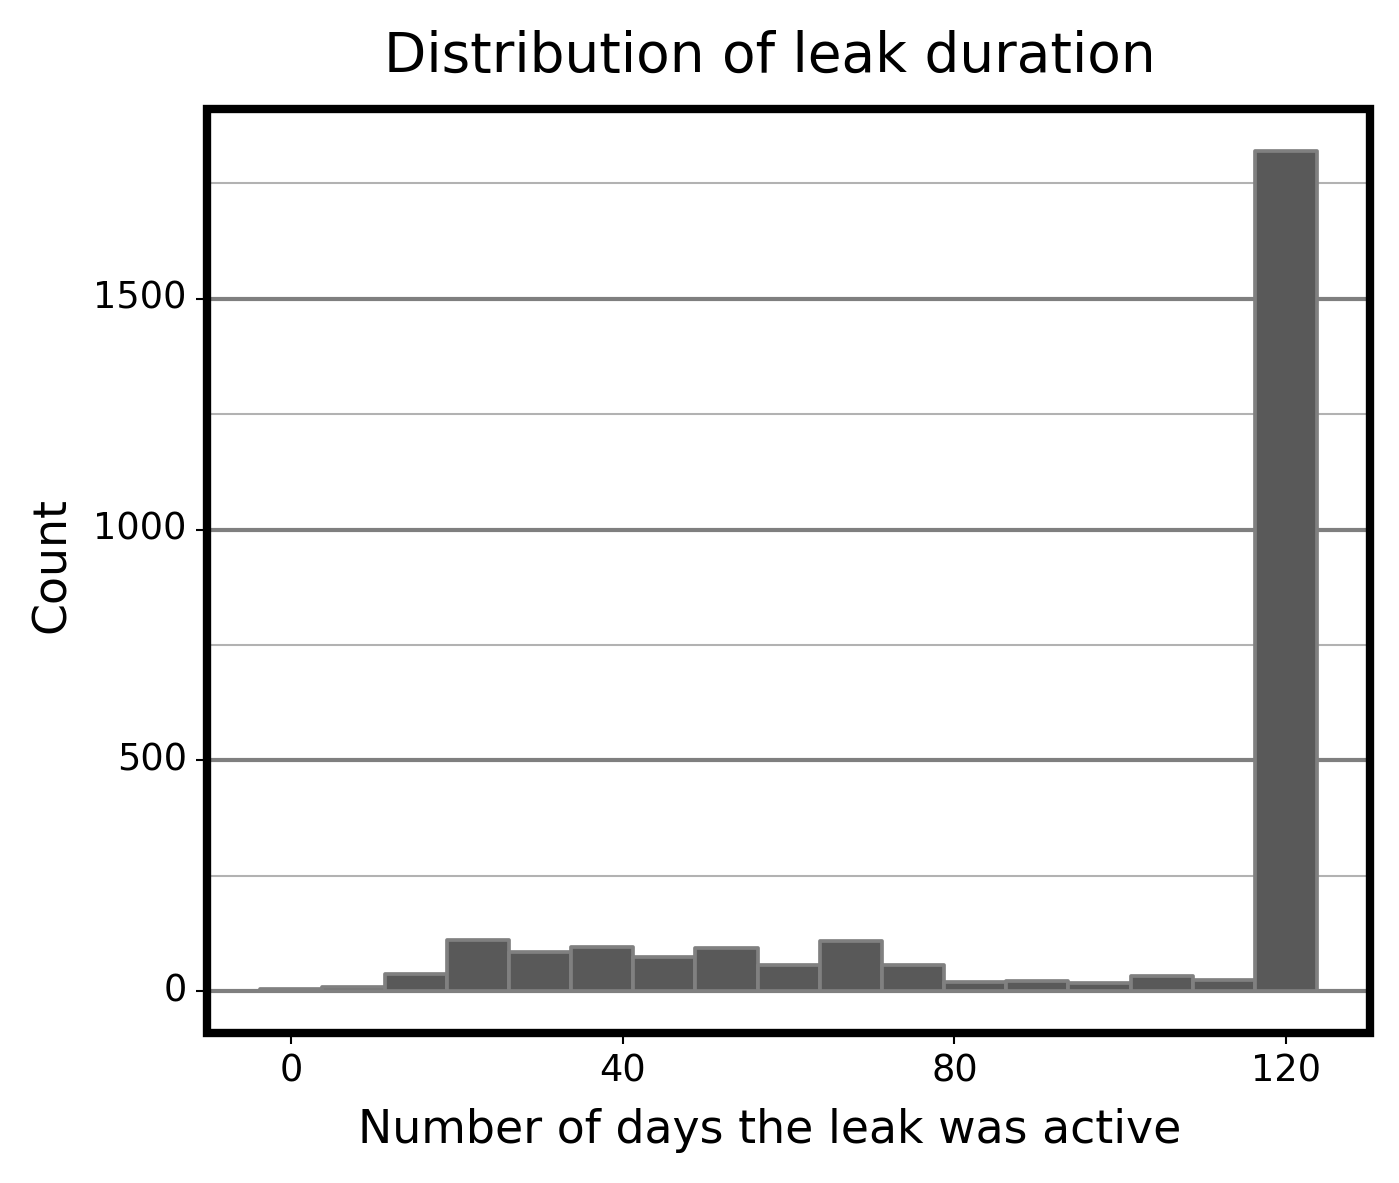 Distribution of leak duration
1500
1000
500
0
Count
0 40 80 120
Number of days the leak was active